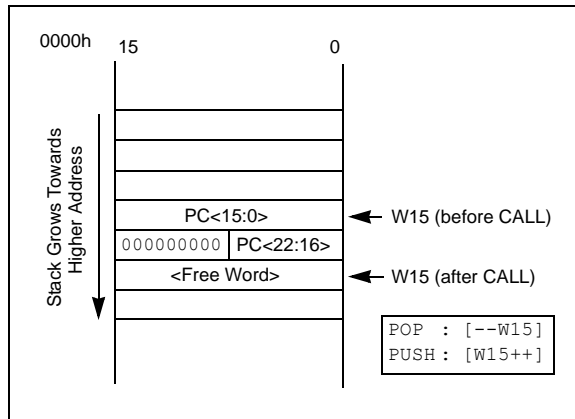 0000h
15 0
Stack Grows Towards
Higher Address
PC<15:0>
W15 (before CALL)
000000000 PC<22:16>
<Free Word>
W15 (after CALL)
POP : [--W15]
PUSH : [W15++]